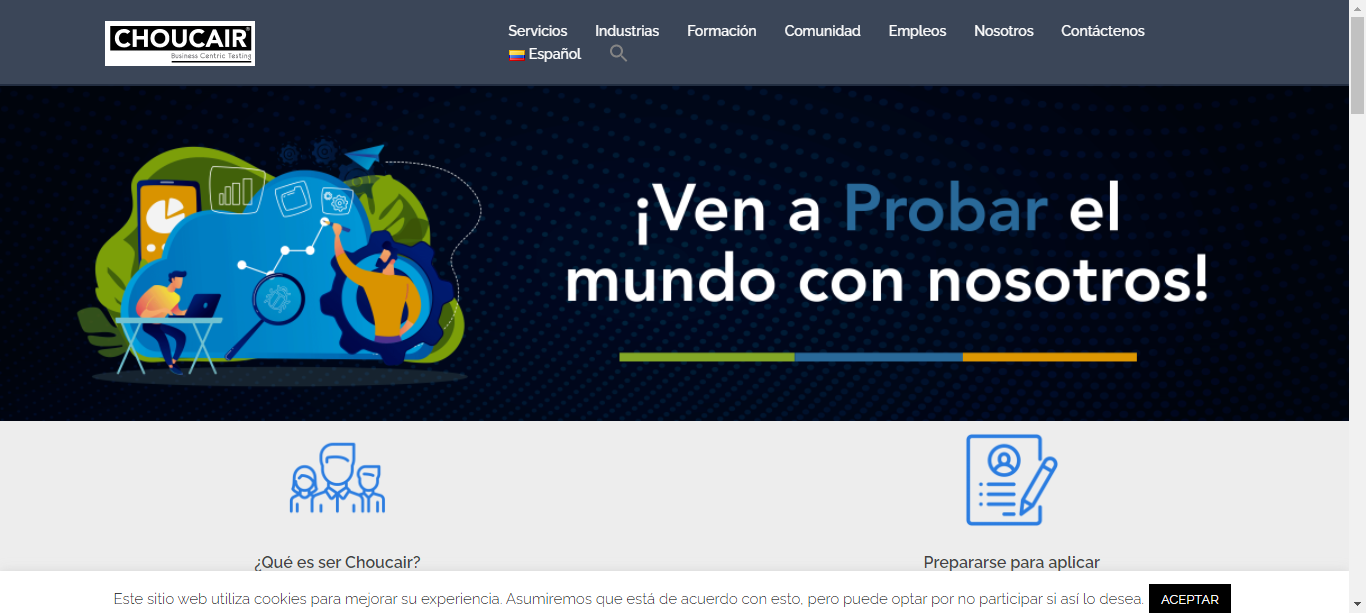 CHOUCAIR
Business Centric Testing
Servicios Industrias Formación Comunidad Empleos Nosotros Contáctenos
Español
¡Ven a Probar el
mundo con nosotros!
¿Qué es ser Choucair?
Prepararse para aplicar
Este sitio web utiliza cookies para mejorar su experiencia. Asumiremos que está de acuerdo con esto, pero puede optar por no participar si así lo desea. ACEPTAR